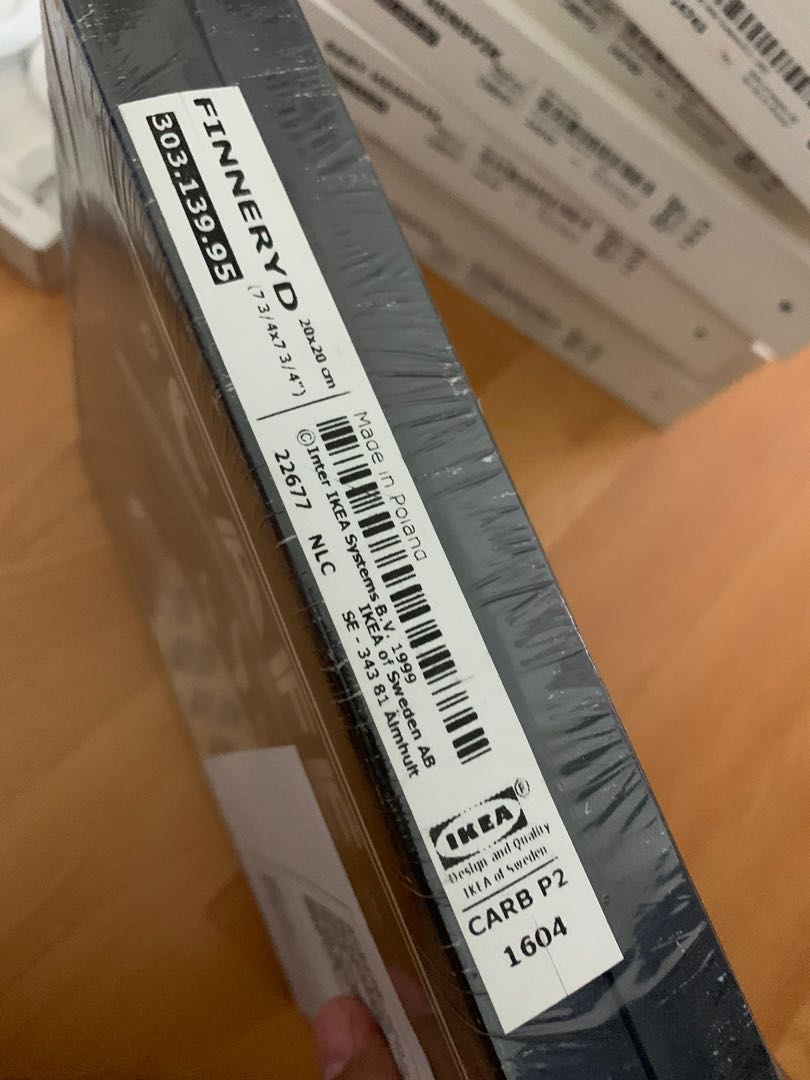 FINNERYD
303.139.95
20x20 cm
(7 3/4x7 3/4")
Made in Poland
©Inter IKEA Systems B.V. 1999
IKEA of Sweden AB
SE - 343 81 Älmhult
22677 NLC
IKEA
®
Design and Quality
IKEA of Sweden
CARB P2
1604